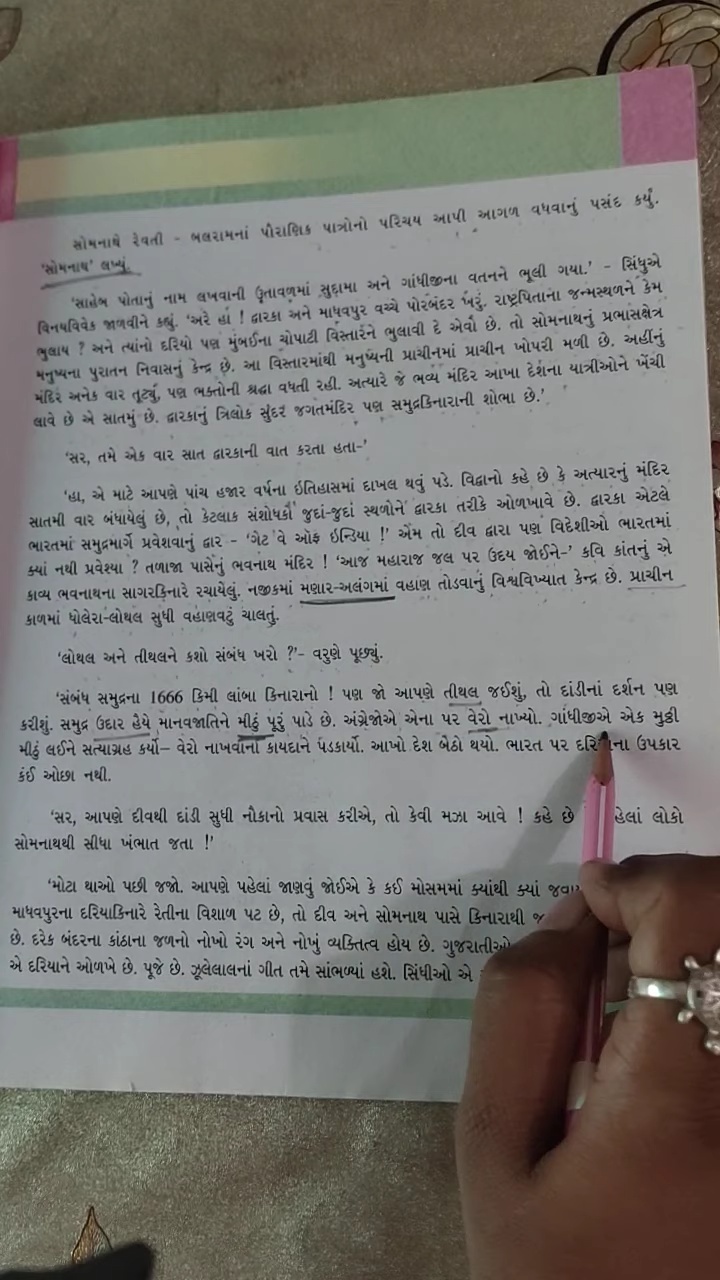 સોમનાથે રેવતી - બલરામનાં પૌરાણિક પાત્રોનો પરિચય આપી આગળ વધવાનું પસંદ કર્યું.
'સોમનાથ' લખ્યું.
'સાહેબ પોતાનું નામ લખવાની ઉતાવળમાં સુદામા અને ગાંધીજીના વતનને ભૂલી ગયા.' - સિંધુએ
વિનયવિવેક જાળવીને કહ્યું. 'અરે હાં ! દ્વારકા અને માધવપુર વચ્ચે પોરબંદર ખરું. રાષ્ટ્રપિતાના જન્મસ્થળને કેમ
ભુલાય ? અને ત્યાંનો દરિયો પણ મુંબઈના ચોપાટી વિસ્તારને ભુલાવી દે એવો છે. તો સોમનાથનું પ્રભાસક્ષેત્ર
મનુષ્યના પુરાતન નિવાસનું કેન્દ્ર છે. આ વિસ્તારમાંથી મનુષ્યની પ્રાચીનમાં પ્રાચીન ખોપરી મળી છે. અહીંનું
મંદિર અનેક વાર તૂટ્યું, પણ ભક્તોની શ્રદ્ધા વધતી રહી. અત્યારે જે ભવ્ય મંદિર આખા દેશના યાત્રીઓને ખેંચી
લાવે છે એ સાતમું છે. દ્વારકાનું ત્રિલોક સુંદર જગતમંદિર પણ સમુદ્રકિનારાની શોભા છે.'
'સર, તમે એક વાર સાત દ્વારકાની વાત કરતા હતા-'
'હા, એ માટે આપણે પાંચ હજાર વર્ષના ઇતિહાસમાં દાખલ થવું પડે. વિદ્વાનો કહે છે કે અત્યારનું મંદિર
સાતમી વાર બંધાયેલું છે, તો કેટલાક સંશોધકો જુદાં-જુદાં સ્થળોને દ્વારકા તરીકે ઓળખાવે છે. દ્વારકા એટલે
ભારતમાં સમુદ્રમાર્ગે પ્રવેશવાનું દ્વાર - 'ગેટ વે ઓફ ઇન્ડિયા !' એમ તો દીવ દ્વારા પણ વિદેશીઓ ભારતમાં
ક્યાં નથી પ્રવેશ્યા ? તળાજા પાસેનું ભવનાથ મંદિર ! 'આજ મહારાજ જલ પર ઉદય જોઈને-' કવિ કાંતનું એ
કાવ્ય ભવનાથના સાગરકિનારે રચાયેલું. નજીકમાં મણાર-અલંગમાં વહાણ તોડવાનું વિશ્વવિખ્યાત કેન્દ્ર છે. પ્રાચીન
કાળમાં ધોલેરા-લોથલ સુધી વહાણવટું ચાલતું.
'લોથલ અને તીથલને કશો સંબંધ ખરો ?'- વરુણે પૂછ્યું.
'સંબંધ સમુદ્રના 1666 કિમી લાંબા કિનારાનો ! પણ જો આપણે તીથલ જઈશું, તો દાંડીનાં દર્શન પણ
કરીશું. સમુદ્ર ઉદાર હૈયે માનવજાતિને મીઠું પૂરું પાડે છે. અંગ્રેજોએ એના પર વેરો નાખ્યો. ગાંધીજીએ એક મુઠ્ઠી
મીઠું લઈને સત્યાગ્રહ કર્યો- વેરો નાખવાના કાયદાને પડકાર્યો. આખો દેશ બેઠો થયો. ભારત પર ના ઉપકાર
કંઈ ઓછા નથી.
'સર, આપણે દીવથી દાંડી સુધી નૌકાનો પ્રવાસ કરીએ, તો કેવી મઝા આવે ! કહે છે લોકો
સોમનાથથી સીધા ખંભાત જતા !'
'મોટા થાઓ પછી જજો. આપણે પહેલાં જાણવું જોઈએ કે કઈ મોસમમાં ક્યાંથી ક્યાં
માધવપુરના દરિયાકિનારે રેતીના વિશાળ પટ છે, તો દીવ અને સોમનાથ પાસે કિનારાથી
છે. દરેક બંદરના કાંઠાના જળનો નોખો રંગ અને નોખું વ્યક્તિત્વ હોય છે.
એ દરિયાને ઓળખે છે. પૂજે છે. ઝૂલેલાલનાં ગીત તમે સાંભળ્યાં હશે. સિંધીઓ એ